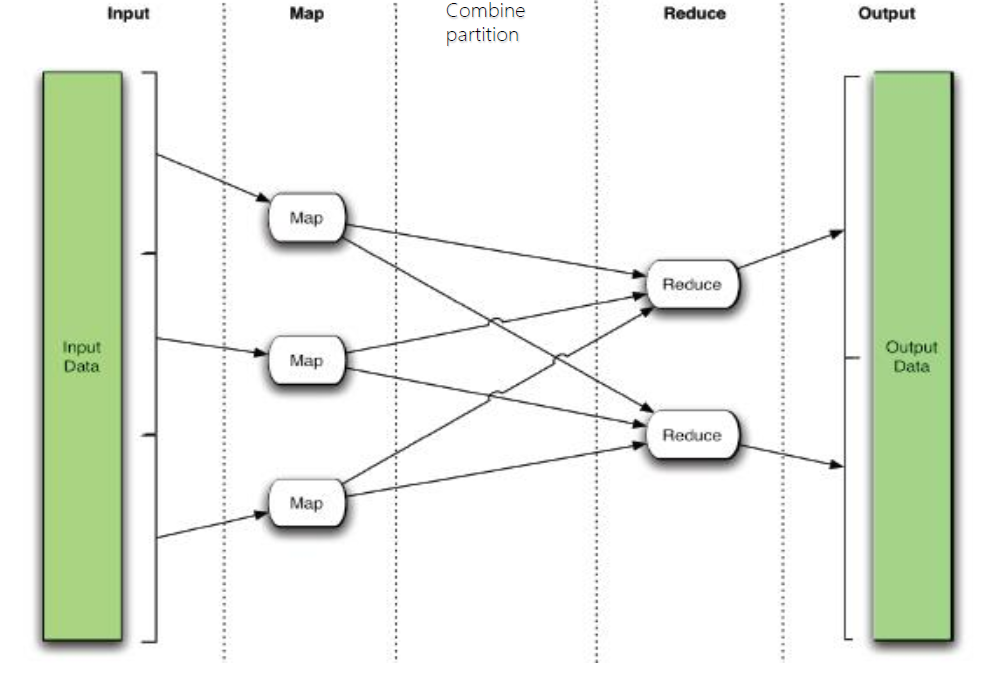 Input
Map
Combine
partition
Reduce
Output
Input
Data
Map
Map
Map
Reduce
Reduce
Output
Data